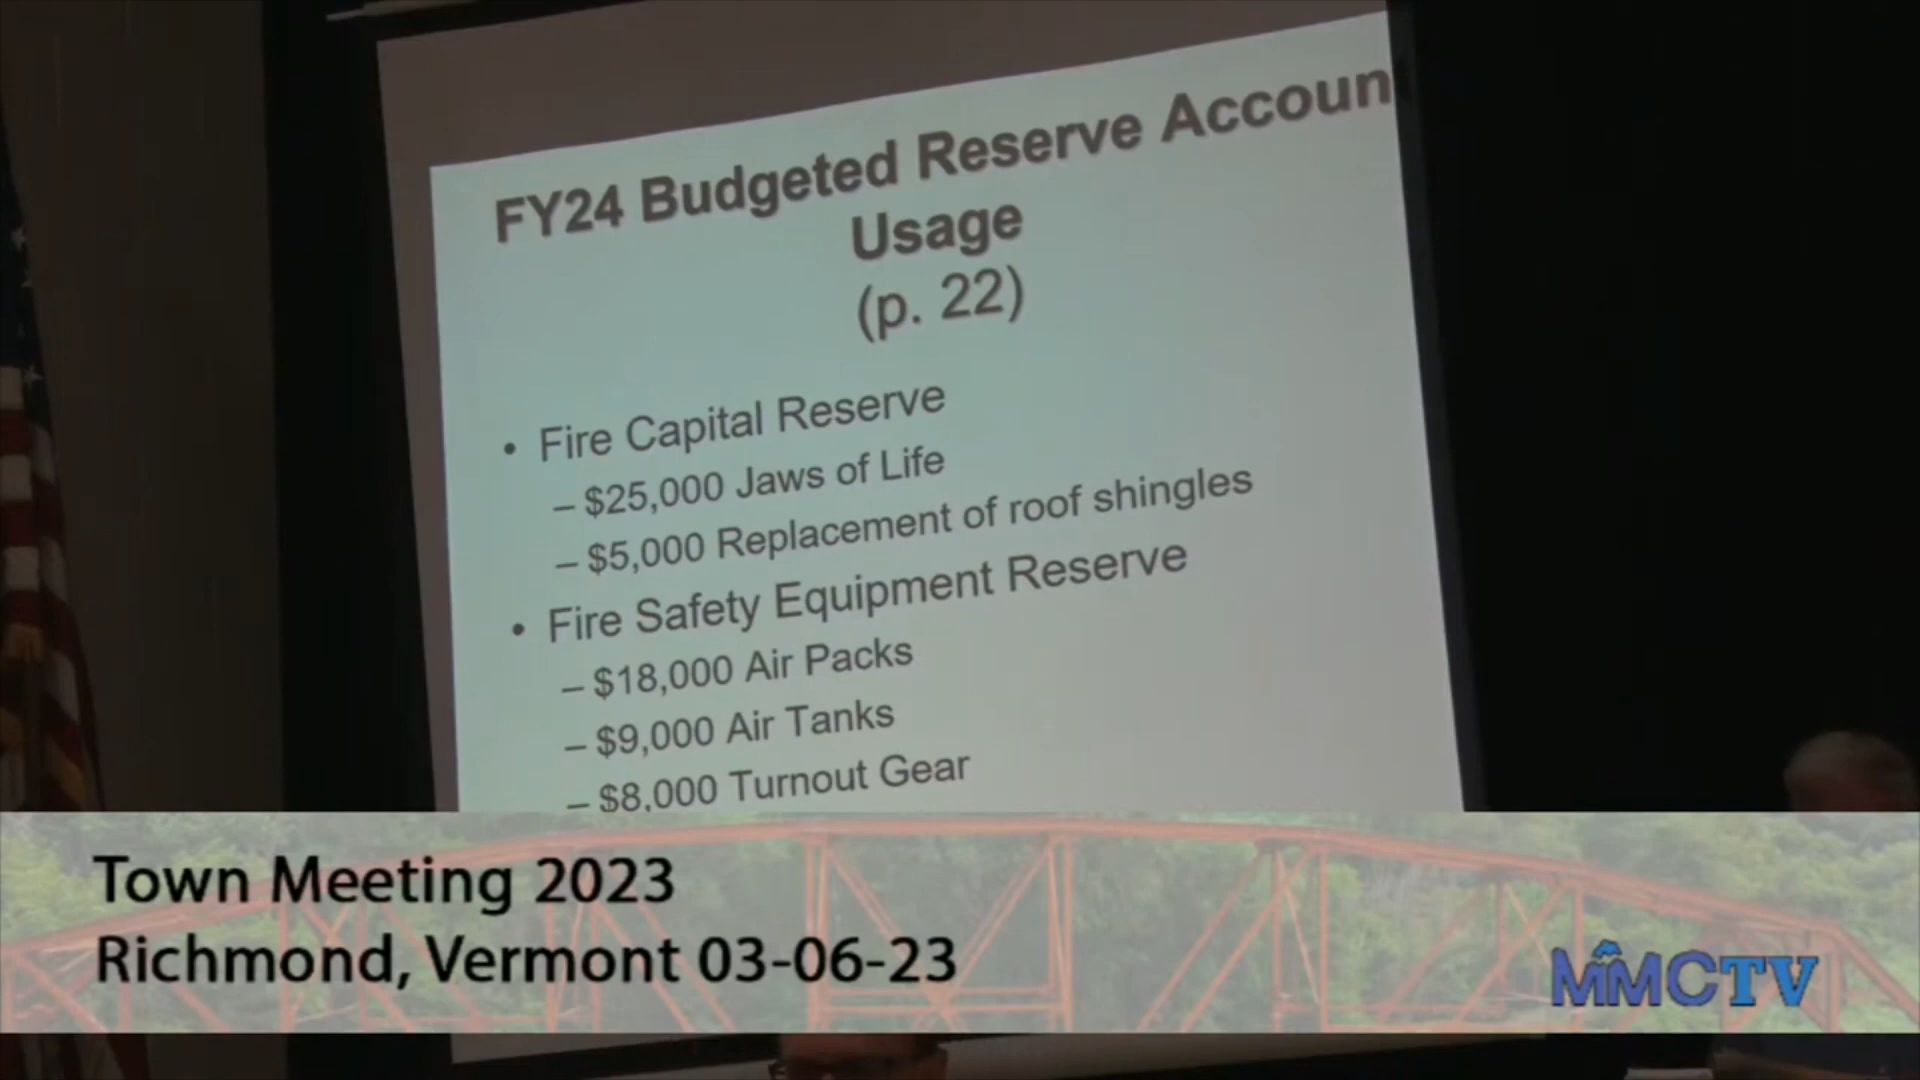 FY24 Budgeted Reserve Accoun
Usage
(p. 22)
• Fire Capital Reserve
– $25,000 Jaws of Life
– $5,000 Replacement of roof shingles
• Fire Safety Equipment Reserve
– $18,000 Air Packs
– $9,000 Air Tanks
– $8,000 Turnout Gear
Town Meeting 2023
Richmond, Vermont 03-06-23
MMCTV